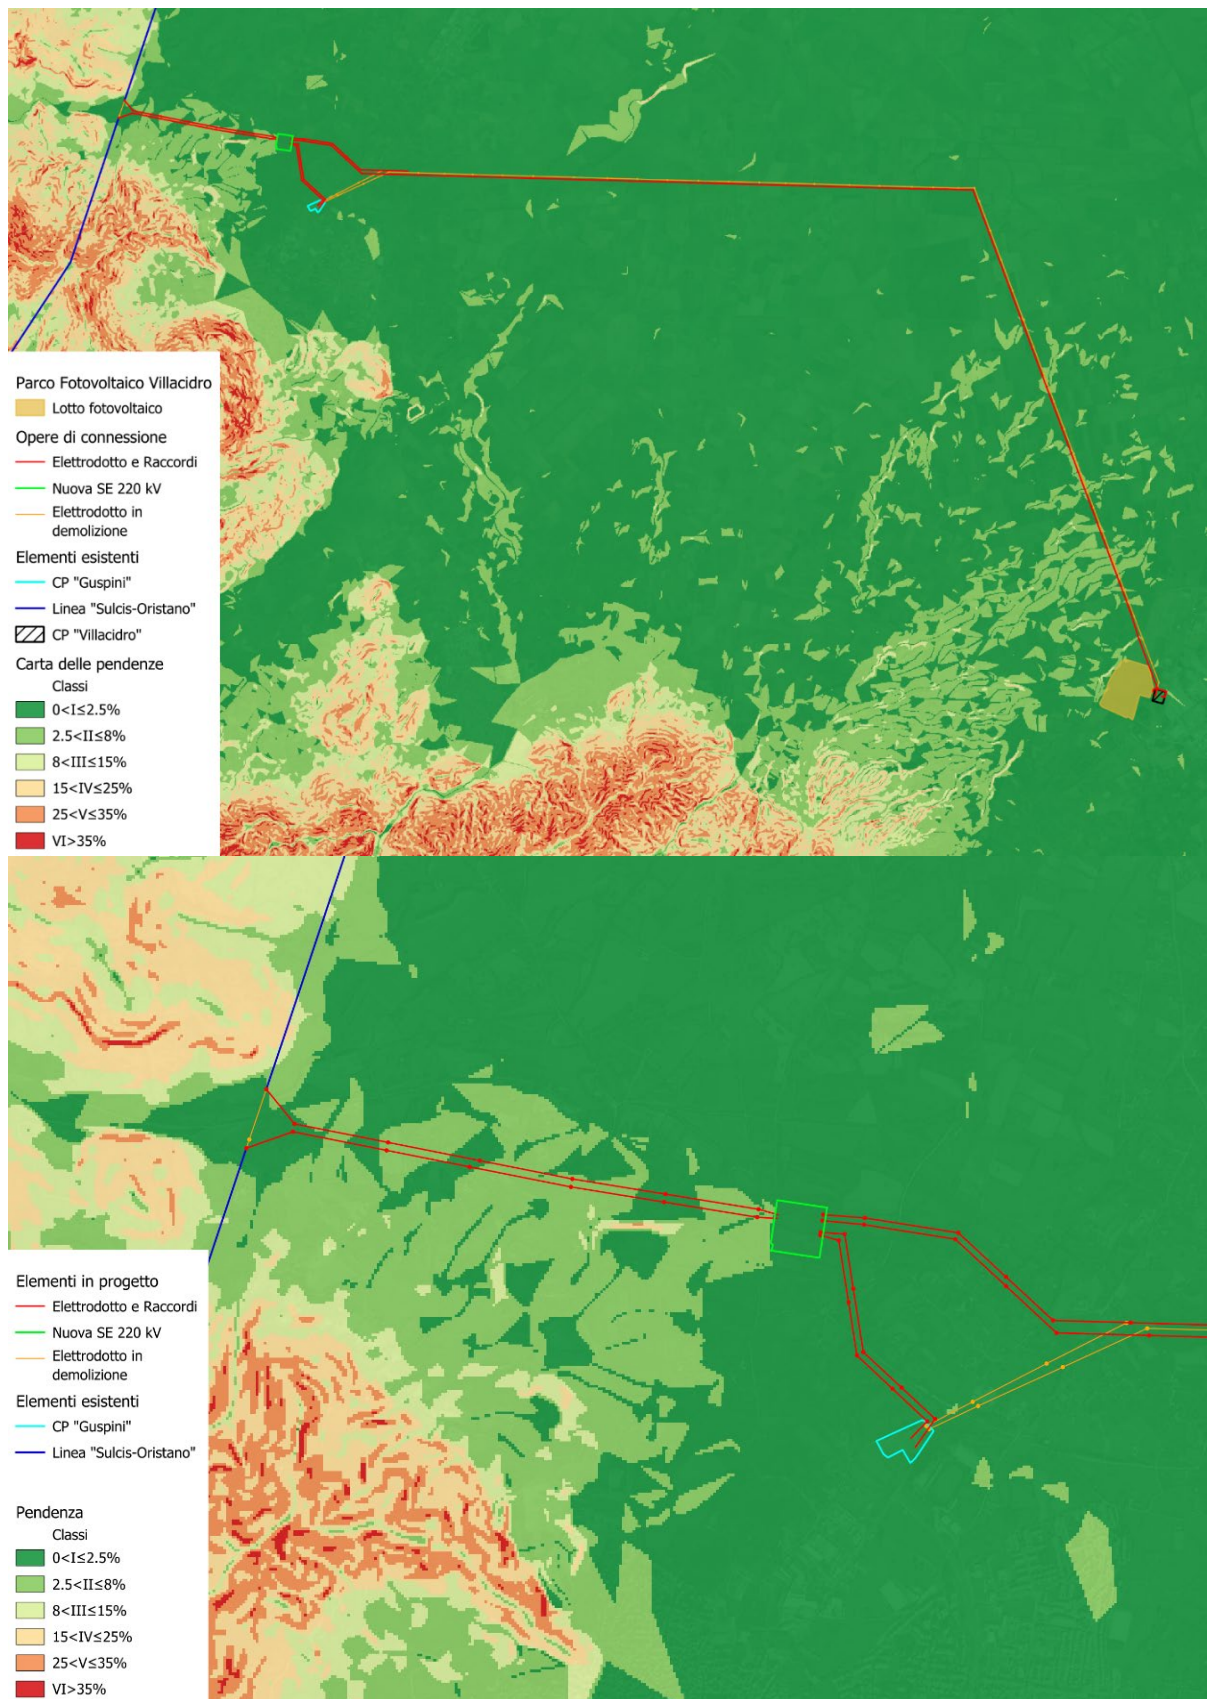 Parco Fotovoltaico Villacidro
Lotto fotovoltaico
Opere di connessione
Elettrodotto e Raccordi
Nuova SE 220 kV
Elettrodotto in
demolizione
Elementi esistenti
CP "Guspini"
Linea "Sulcis-Oristano"
CP "Villacidro"
Carta delle pendenze
Classi
0<I≤2.5%
2.5<II≤8%
8<III≤15%
15<IV≤25%
25<V≤35%
VI>35%
Elementi in progetto
Elettrodotto e Raccordi
Nuova SE 220 kV
Elettrodotto in
demolizione
Elementi esistenti
CP "Guspini"
Linea "Sulcis-Oristano"
Pendenza
Classi
0<I≤2.5%
2.5<II≤8%
8<III≤15%
15<IV≤25%
25<V≤35%
VI>35%